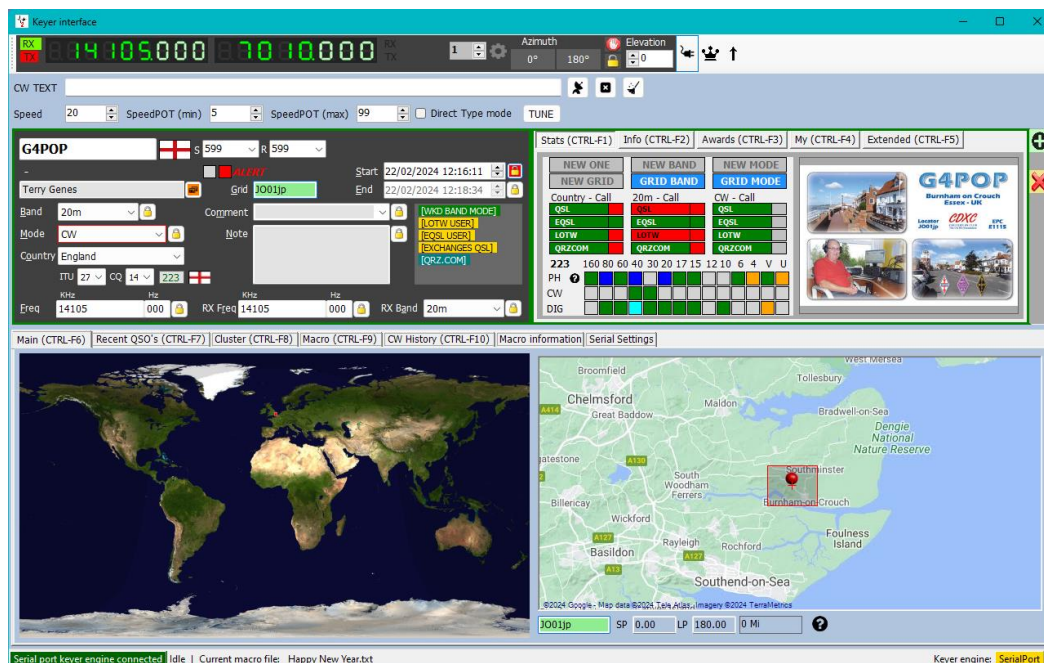 Keyer interface
RX TX 14105.000 7010.000 RX TX 1 Azimuth 0° 180° Elevation 0
CW TEXT
Speed 20 SpeedPOT (min) 5 SpeedPOT (max) 99 Direct Type mode TUNE
G4POP S 599 R 599
- ALERT Start 22/02/2024 12:16:11
Terry Genes Grid JO01jp End 22/02/2024 12:18:34
Band 20m Comment
Mode CW Note
Country England
ITU 27 CQ 14 223
KHz Hz KHz Hz
Freq 14105 000 RX Freq 14105 000 RX Band 20m
[WKD BAND MODE]
[LOTW USER]
[EQSL USER]
[EXCHANGES QSL]
[QRZ.COM]
Stats (CTRL-F1) Info (CTRL-F2) Awards (CTRL-F3) My (CTRL-F4) Extended (CTRL-F5)
NEW ONE NEW BAND NEW MODE
NEW GRID GRID BAND GRID MODE
Country - Call 20m - Call CW - Call
QSL QSL QSL
EQSL EQSL EQSL
LOTW LOTW LOTW
QRZCOM QRZCOM QRZCOM
223 160 80 60 40 30 20 17 15 12 10 6 4 V U
PH
CW
DIG
G4POP
Burnham on Crouch
Essex - UK
Locator JO01jp CDXC EPC E1115
Main (CTRL-F6) Recent QSO's (CTRL-F7) Cluster (CTRL-F8) Macro (CTRL-F9) CW History (CTRL-F10) Macro information Serial Settings
West Mersea
Broomfield
Tollesbury
Chelmsford
Maldon
A414
Great Baddow
Bradwell-on-Sea
Dengie
National
Nature Reserve
jatestone
A130
South
Woodham
Ferrers
Southminster
Billericay
Burnham-on-Crouch
Wickford
Foulness
Island
A127
Rayleigh
Rochford
Basildon
A127
A13
Southend-on-Sea
©2024 Google - Map data ©2024 Tele Atlas, Imagery ©2024 TerraMetrics
JO01jp SP 0.00 LP 180.00 0 Mi
Serial port keyer engine connected Idle | Current macro file: Happy New Year.txt Keyer engine: SerialPort